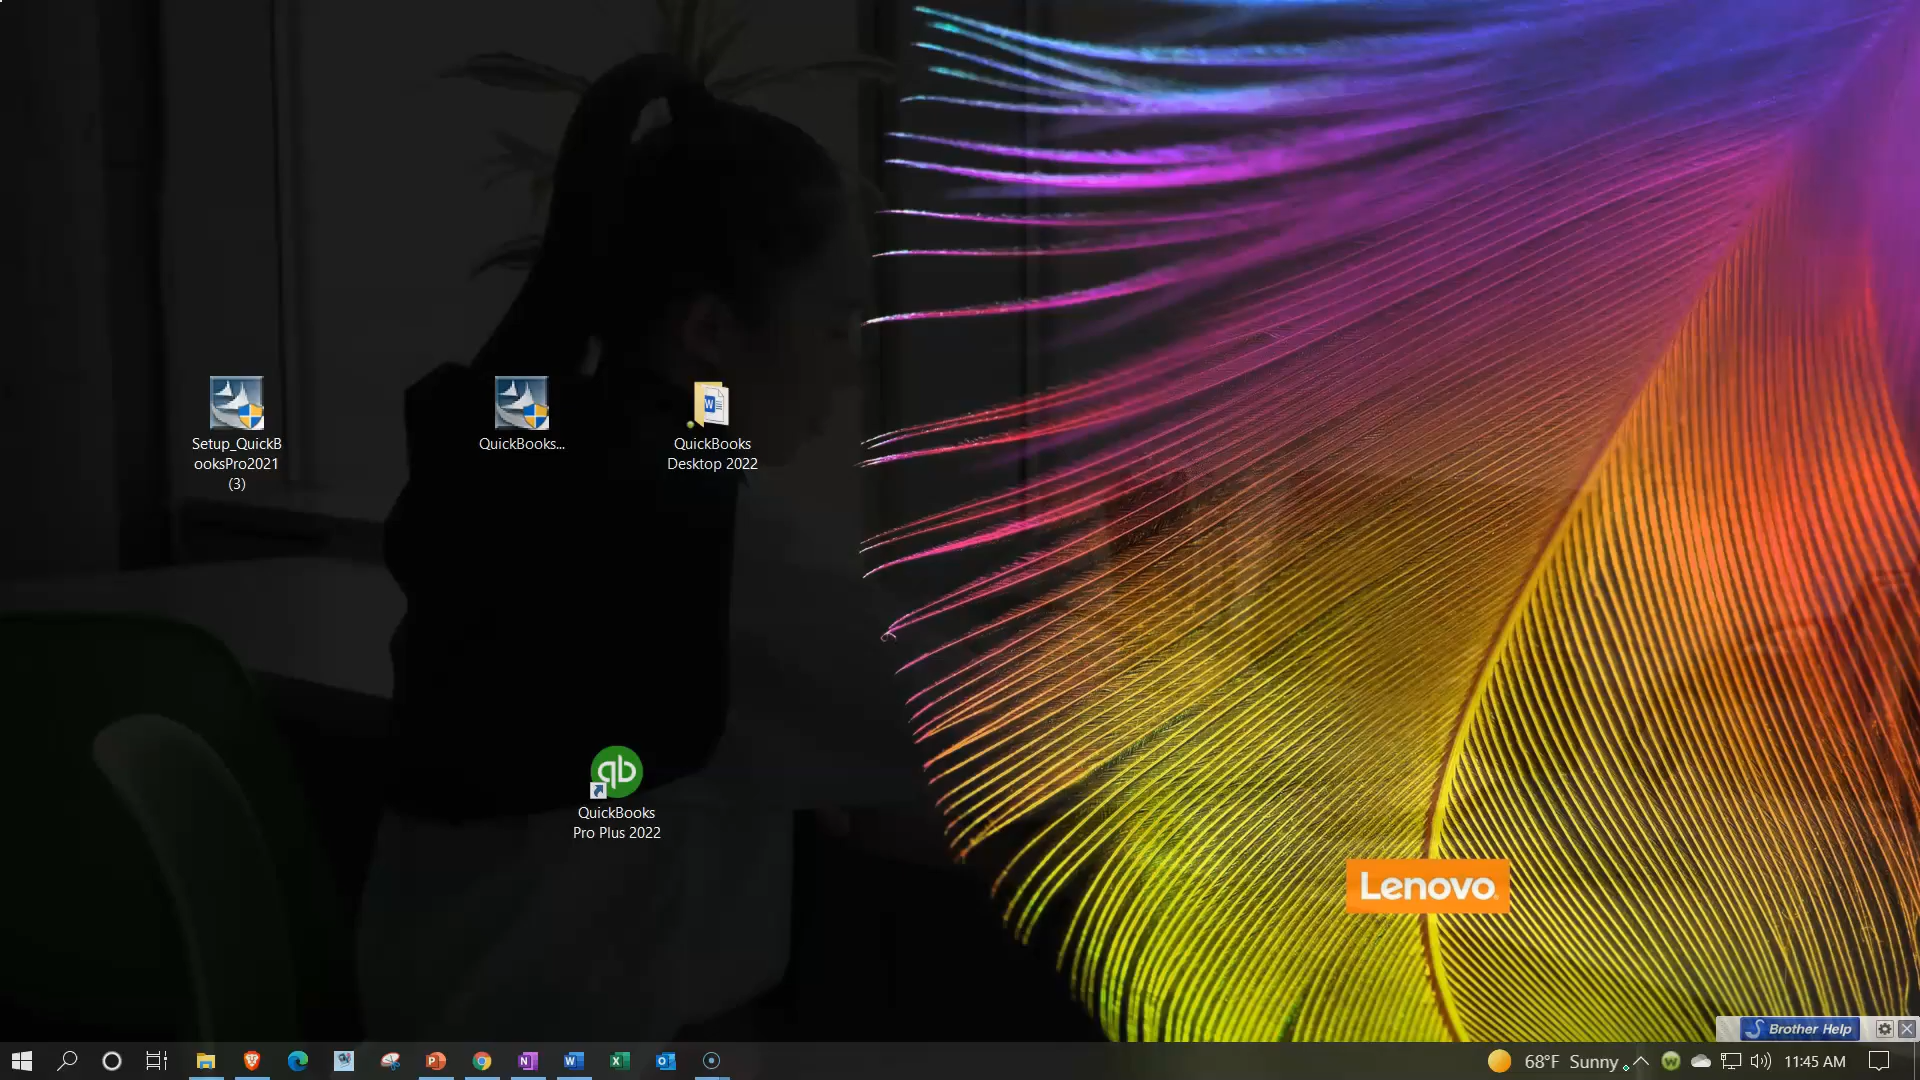 Setup_QuickB
ooksPro2021
(3)
QuickBooks...
QuickBooks
Desktop 2022
W
qb
QuickBooks
Pro Plus 2022
Lenovo
Brother Help
68°F Sunny
11:45 AM